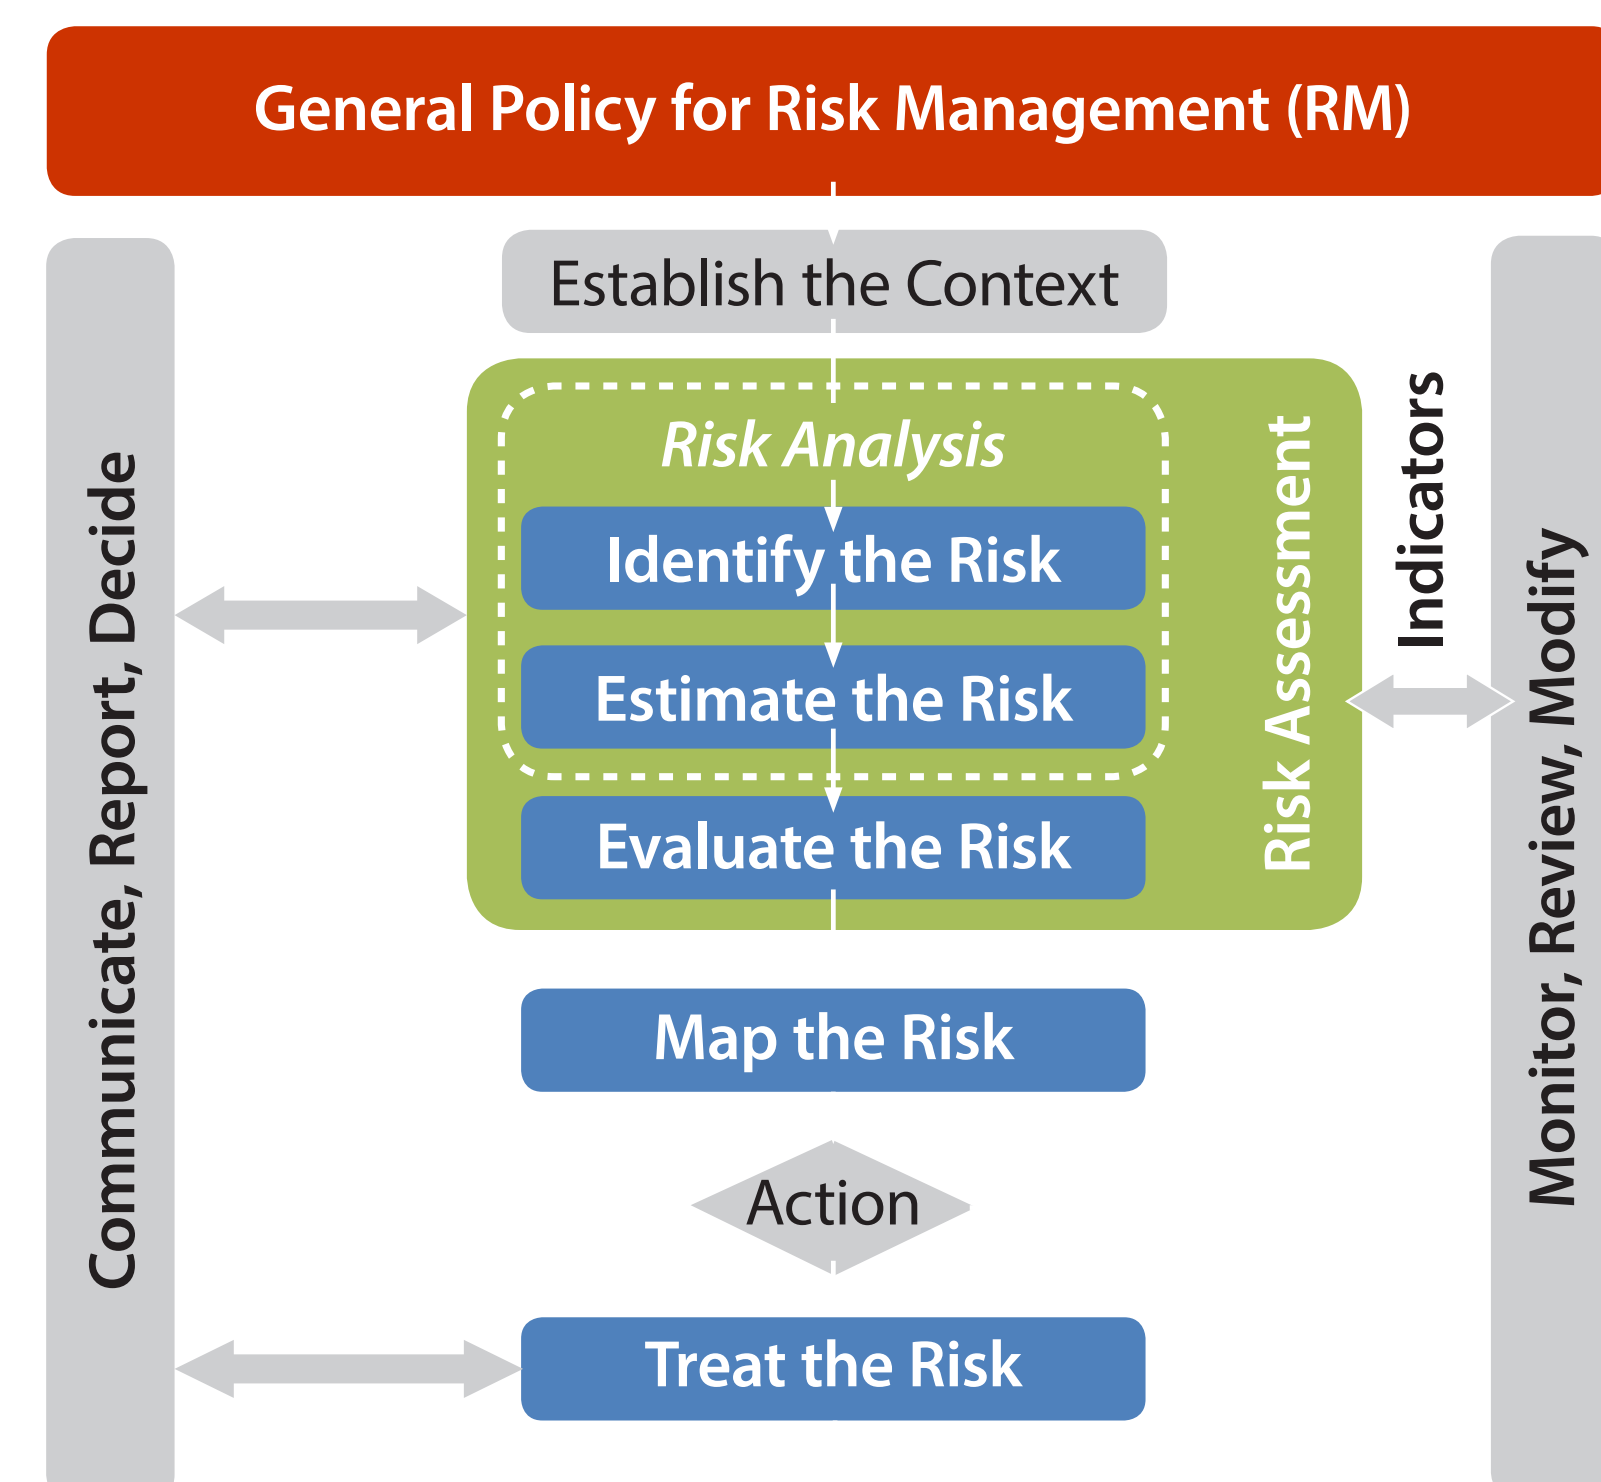 General Policy for Risk Management (RM)
Establish the Context
Risk Analysis
Identify the Risk
Estimate the Risk
Evaluate the Risk
Risk Assessment
Indicators
Communicate, Report, Decide
Monitor, Review, Modify
Map the Risk
Action
Treat the Risk